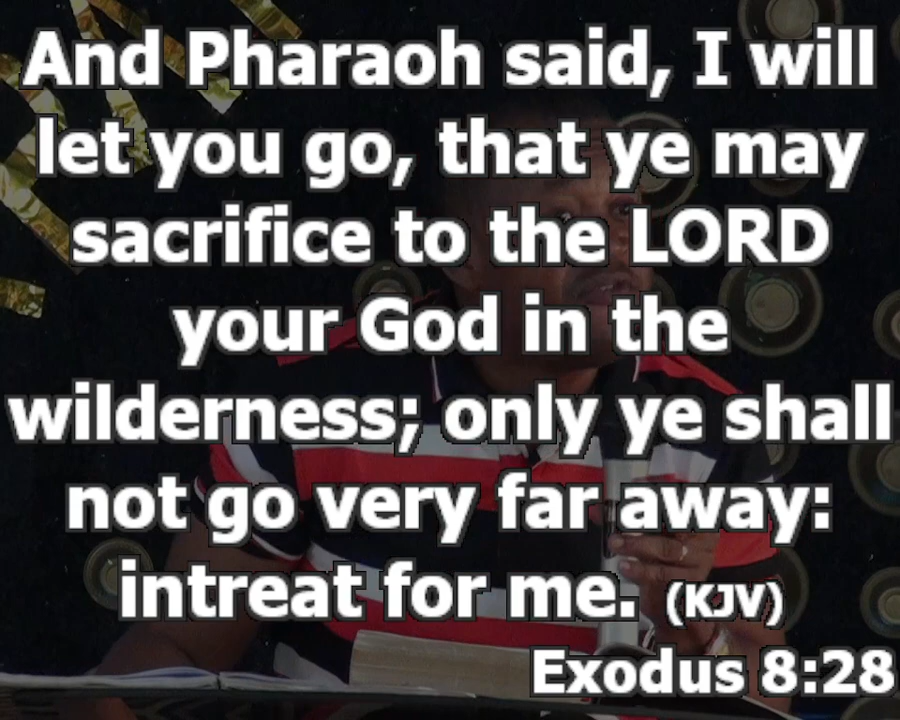 And Pharaoh said, I will
let you go, that ye may
sacrifice to the LORD
your God in the
wilderness; only ye shall
not go very far away:
intreat for me. (KJV)
Exodus 8:28